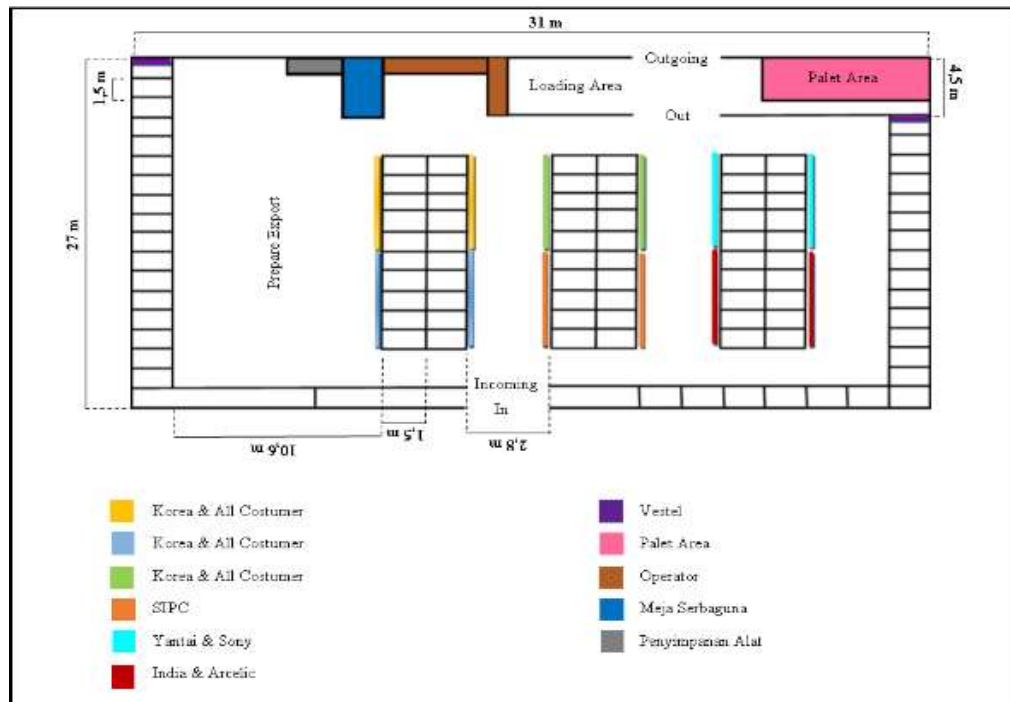 31 m
Outgoing
Loading Area
Palet Area
4,5 m
1,5 m
Out
27 m
Prepare Export
Incoming
In
10,6 m
1,5 m
2,8 m
Korea & All Costumer
Korea & All Costumer
Korea & All Costumer
SIPC
Yantai & Sony
India & Arcelic
Vestel
Palet Area
Operator
Meja Serbaguna
Penyimpanan Alat